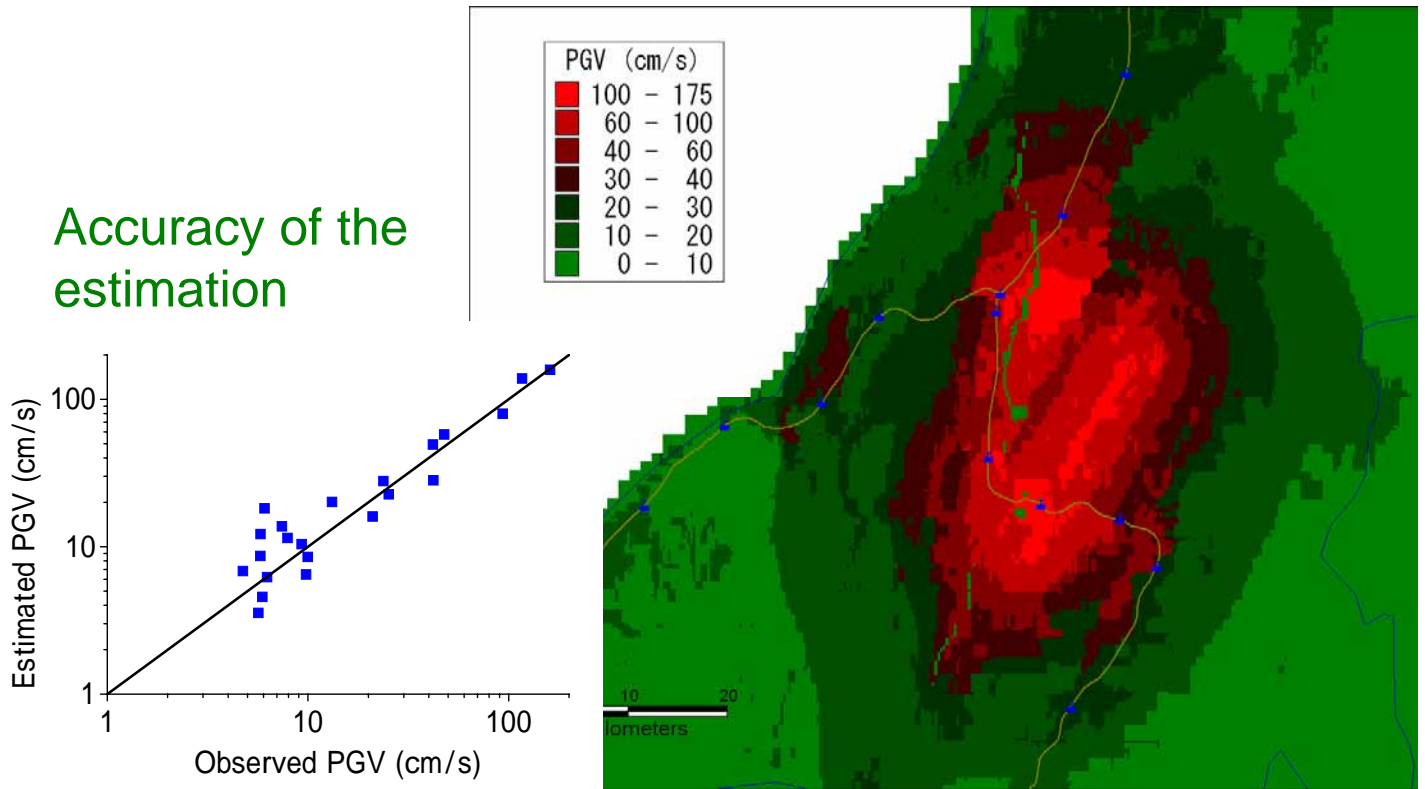 Accuracy of the
estimation
PGV (cm/s)
100 - 175
60 - 100
40 - 60
30 - 40
20 - 30
10 - 20
0 - 10
Estimated PGV (cm/s)
100
10
1
1 10 100
Observed PGV (cm/s)
10 20
lometers